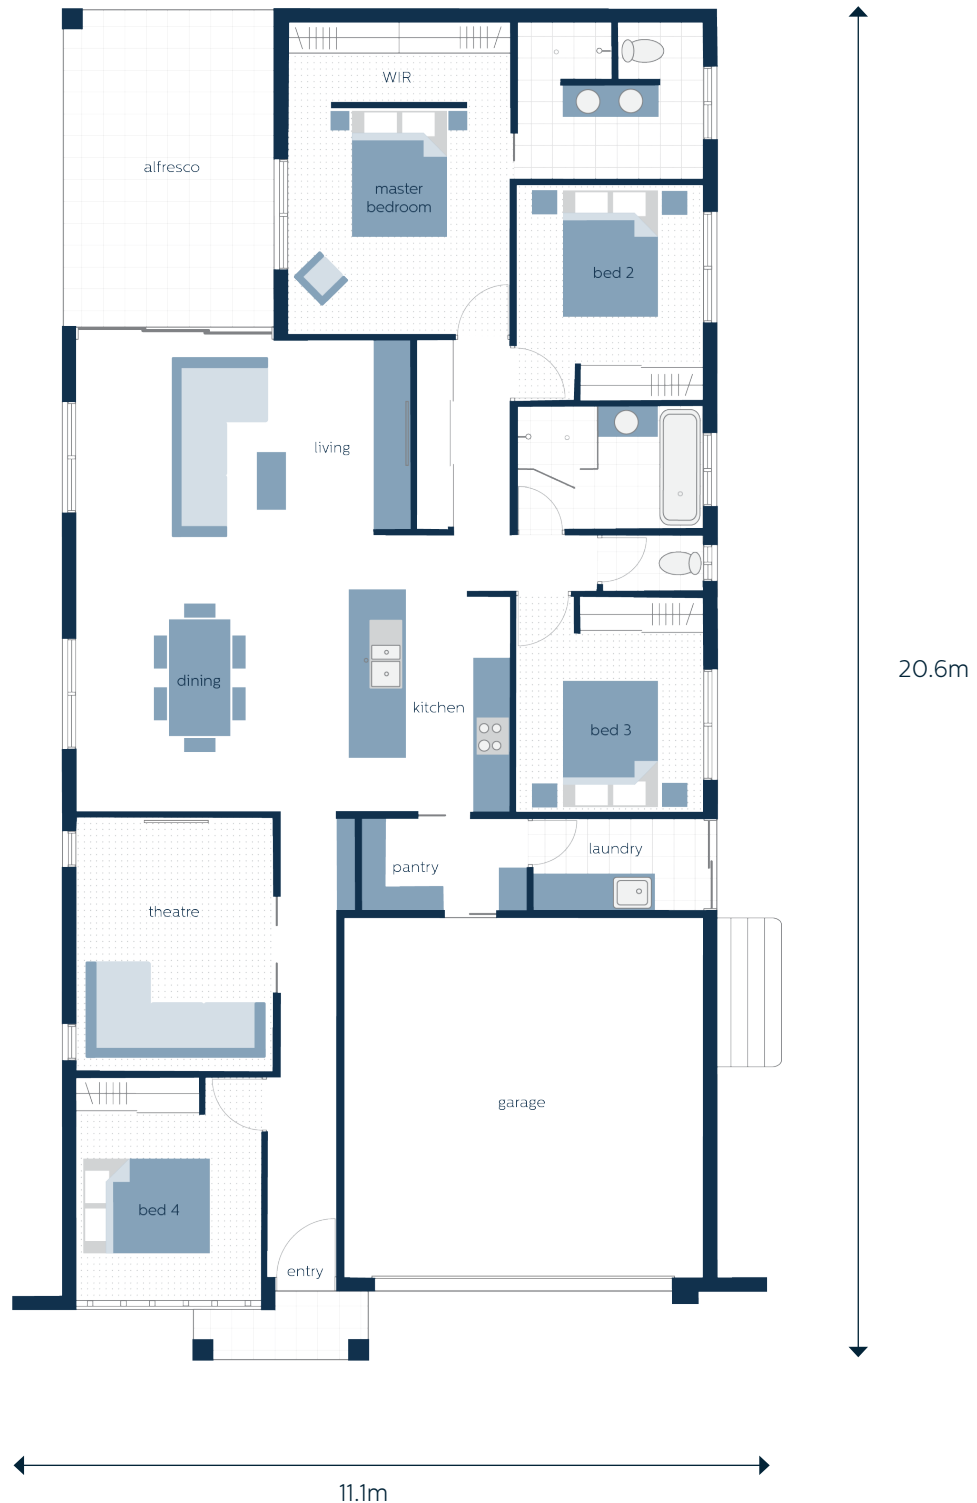 WIR
alfresco
master
bedroom
bed 2
living
20.6m
dining
kitchen
bed 3
laundry
pantry
theatre
garage
bed 4
entry
11.1m